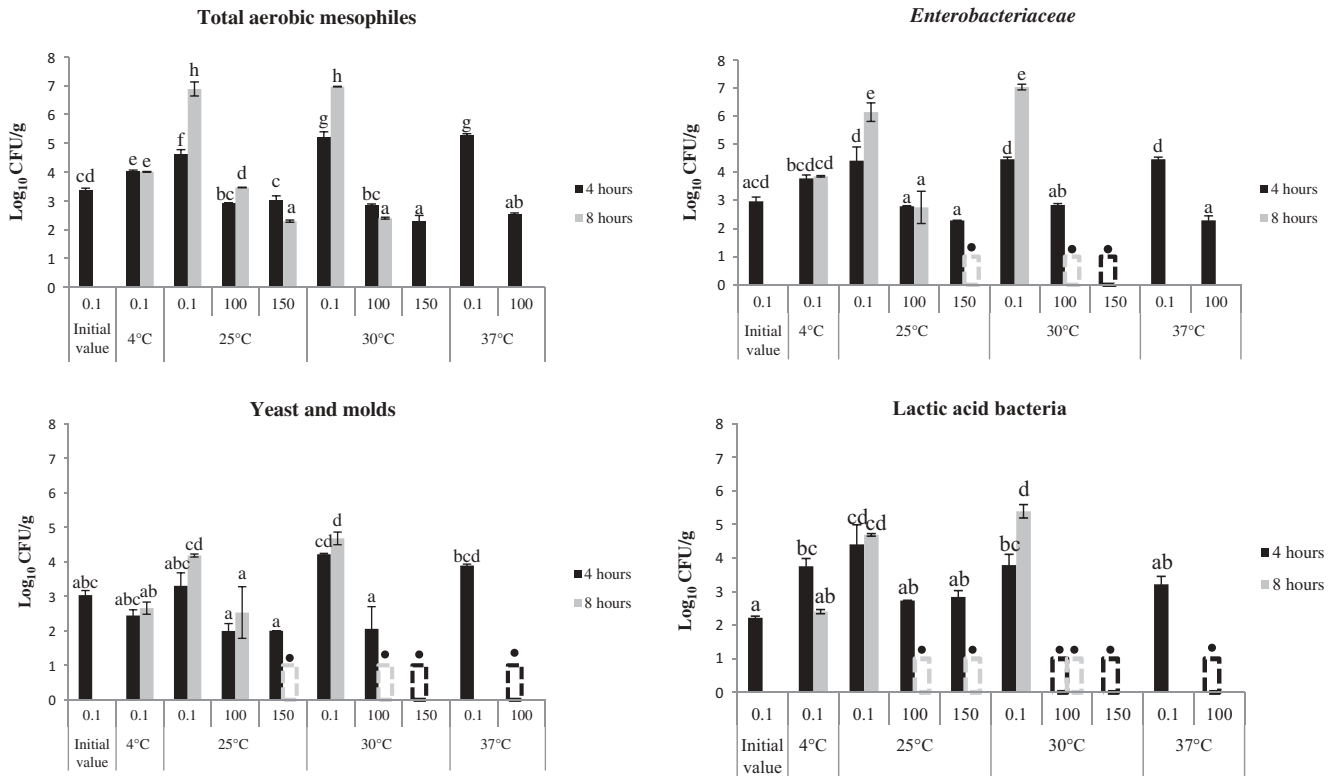 Total aerobic mesophiles
Log10 CFU/g
8
7
6
5
4
3
2
1
0
cd
e e
f
h
bc
d
c
a
g
h
bc
a
a
g
ab
0.1 0.1 0.1 100 150 0.1 100 150 0.1 100
Initial value 4°C 25°C 30°C 37°C
4 hours
8 hours
Enterobacteriaceae
Log10 CFU/g
8
7
6
5
4
3
2
1
0
acd
bcd cd
d
e
a
a
a
d
e
ab
d
a
0.1 0.1 0.1 100 150 0.1 100 150 0.1 100
Initial value 4°C 25°C 30°C 37°C
4 hours
8 hours
Yeast and molds
Log10 CFU/g
8
7
6
5
4
3
2
1
0
abc
abc ab
abc
cd
a
a
a
cd
d
a
bcd
0.1 0.1 0.1 100 150 0.1 100 150 0.1 100
Initial value 4°C 25°C 30°C 37°C
4 hours
8 hours
Lactic acid bacteria
Log10 CFU/g
8
7
6
5
4
3
2
1
0
a
bc
ab
cd cd
ab
ab
bc
d
ab
0.1 0.1 0.1 100 150 0.1 100 150 0.1 100
Initial value 4°C 25°C 30°C 37°C
4 hours
8 hours